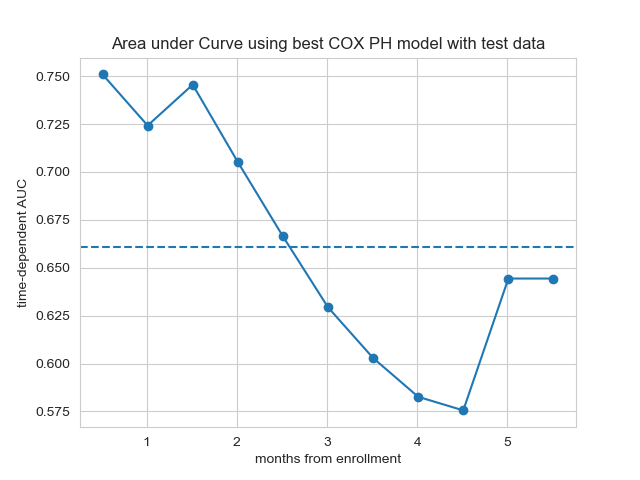 Area under Curve using best COX PH model with test data
0.750
0.725
0.700
0.675
0.650
0.625
0.600
0.575
time-dependent AUC
1 2 3 4 5
months from enrollment